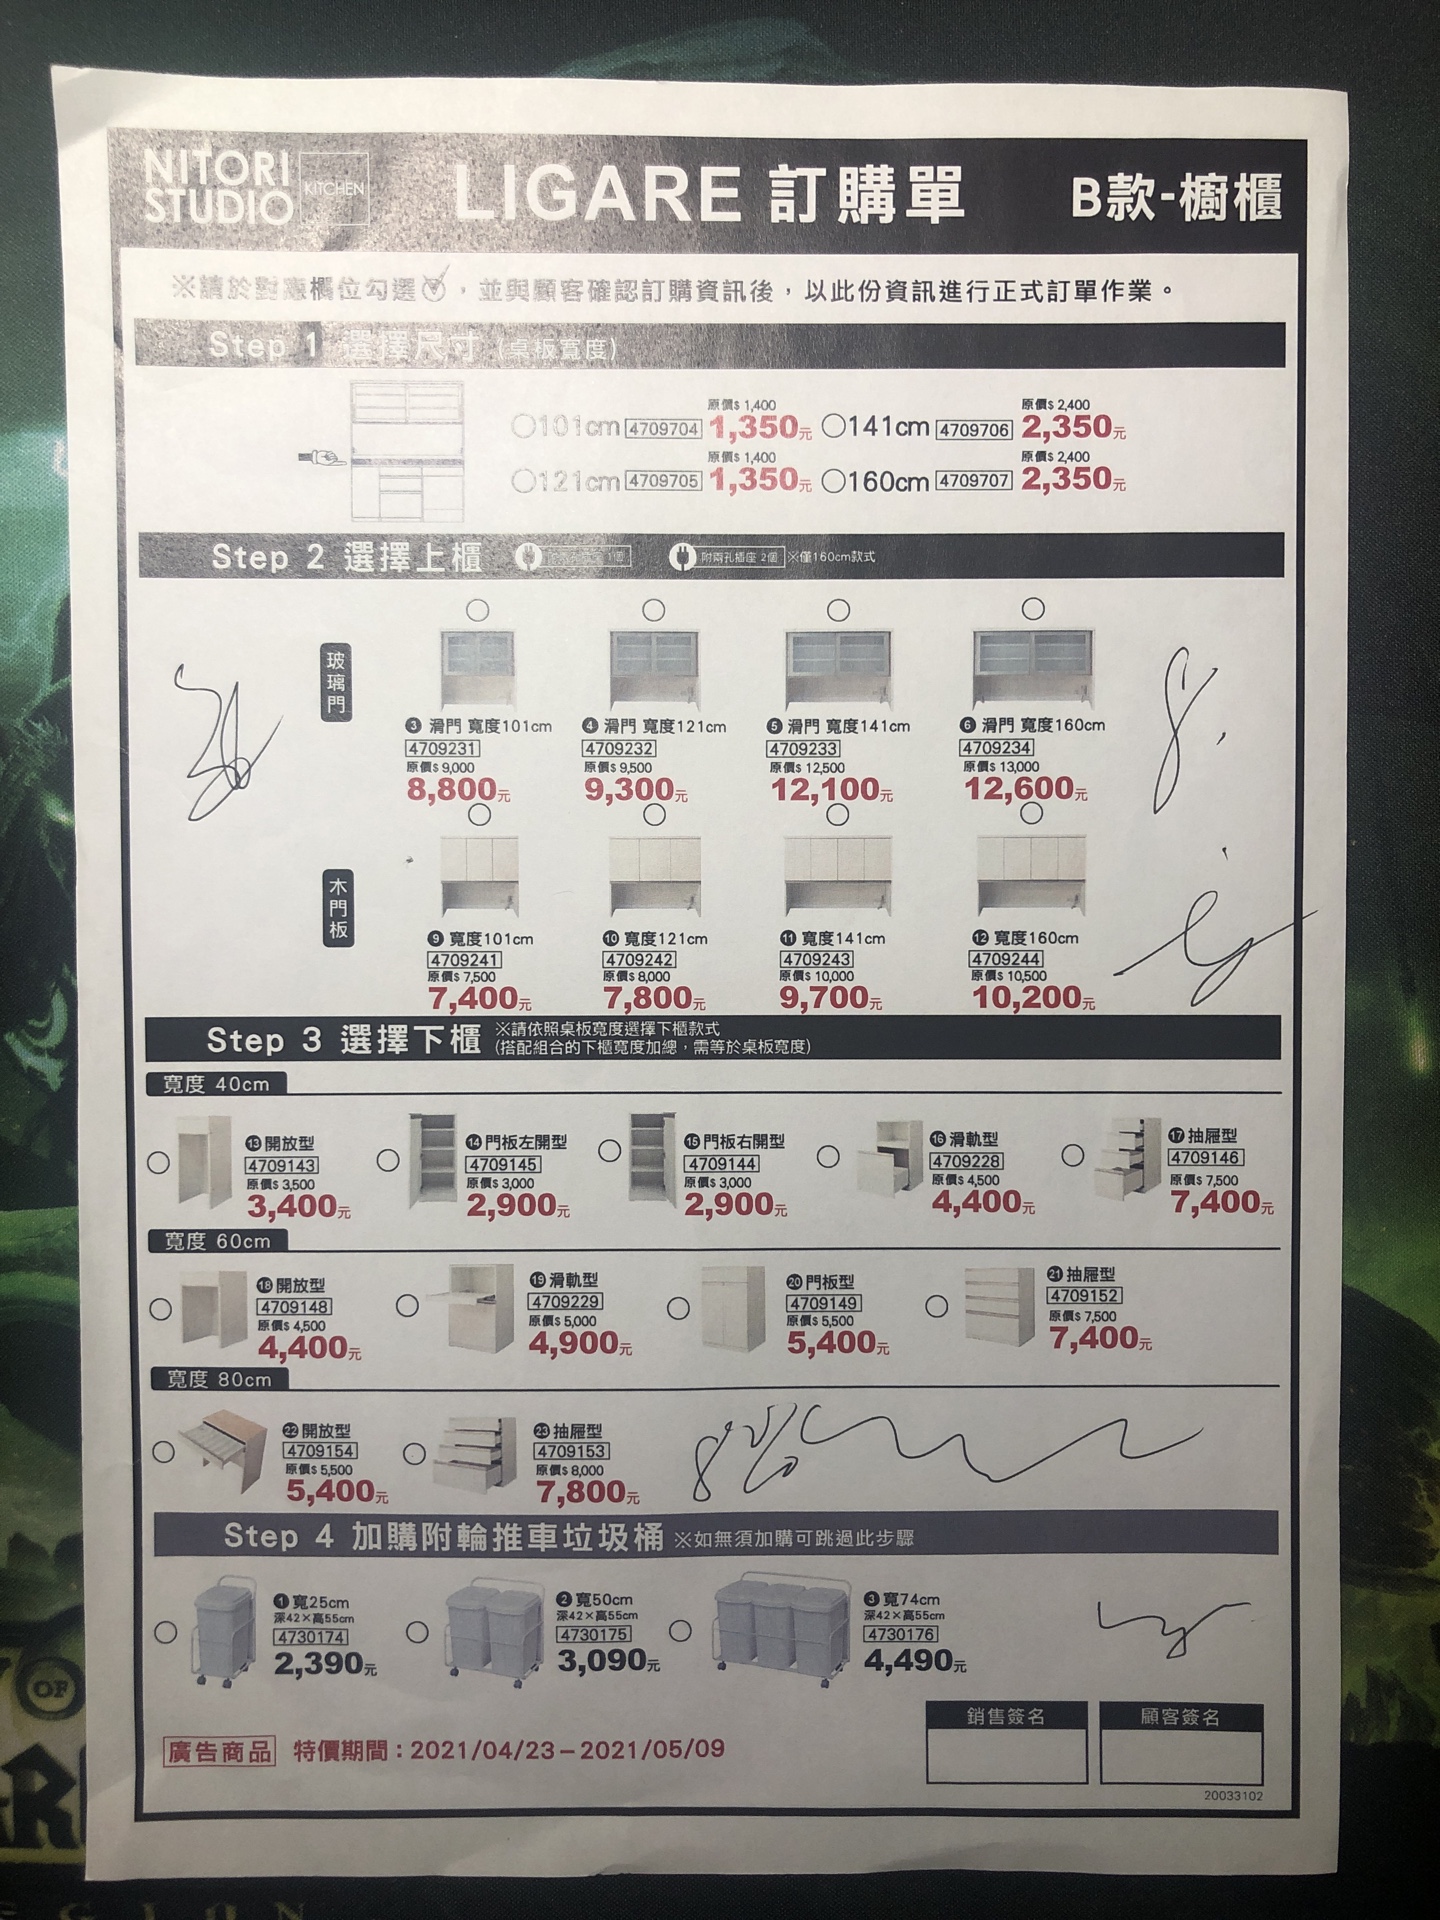 NITORI
STUDIO
KITCHEN
LIGARE 訂購單
B款-櫥櫃
※請於對應欄位勾選，並與顧客確認訂購資訊後，以此份資訊進行正式訂單作業。
Step 1 選擇尺寸 (桌板寬度)
原價$ 1,400
101cm 4709704 1,350元
原價$ 2,400
141cm 4709706 2,350元
原價$ 1,400
121cm 4709705 1,350元
原價$ 2,400
160cm 4709707 2,350元
Step 2 選擇上櫃 附兩孔插座 1個 附兩孔插座 2個 ※僅160cm款式
玻璃門
❸ 滑門 寬度101cm
4709231
原價$ 9,000
8,800元
❹ 滑門 寬度121cm
4709232
原價$ 9,500
9,300元
❺ 滑門 寬度141cm
4709233
原價$ 12,500
12,100元
❻ 滑門 寬度160cm
4709234
原價$ 13,000
12,600元
木門板
❾ 寬度101cm
4709241
原價$ 7,500
7,400元
❿ 寬度121cm
4709242
原價$ 8,000
7,800元
⓫ 寬度141cm
4709243
原價$ 10,000
9,700元
⓬ 寬度160cm
4709244
原價$ 10,500
10,200元
Step 3 選擇下櫃
※請依照桌板寬度選擇下櫃款式
(搭配組合的下櫃寬度加總，需等於桌板寬度)
寬度 40cm
⓭開放型
4709143
原價$ 3,500
3,400元
⓮門板左開型
4709145
原價$ 3,000
2,900元
⓯門板右開型
4709144
原價$ 3,000
2,900元
⓰滑軌型
4709228
原價$ 4,500
4,400元
⓱抽屜型
4709146
原價$ 7,500
7,400元
寬度 60cm
⓲開放型
4709148
原價$ 4,500
4,400元
⓳滑軌型
4709229
原價$ 5,000
4,900元
⓴門板型
4709149
原價$ 5,500
5,400元
㉑抽屜型
4709152
原價$ 7,500
7,400元
寬度 80cm
㉒開放型
4709154
原價$ 5,500
5,400元
㉓抽屜型
4709153
原價$ 8,000
7,800元
Step 4 加購附輪推車垃圾桶 ※如無須加購可跳過此步驟
❶ 寬25cm
深42×高55cm
4730174
2,390元
❷ 寬50cm
深42×高55cm
4730175
3,090元
❸ 寬74cm
深42×高55cm
4730176
4,490元
廣告商品 特價期間：2021/04/23－2021/05/09
銷售簽名
顧客簽名
20033102
OF